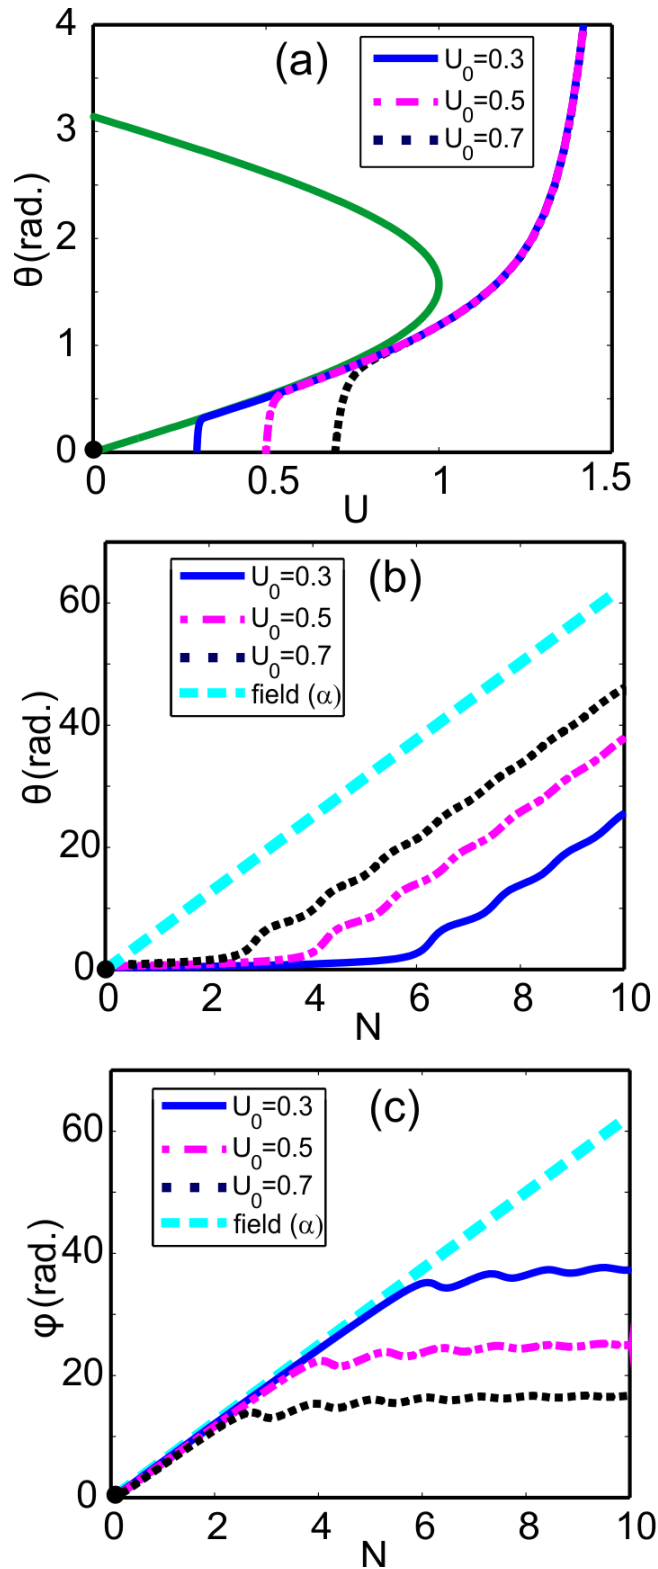 (a)
U0=0.3
U0=0.5
U0=0.7
θ(rad.)
4
3
2
1
0
0 0.5 1 1.5
U
(b)
U0=0.3
U0=0.5
U0=0.7
field (α)
θ(rad.)
60
40
20
0
0 2 4 6 8 10
N
(c)
U0=0.3
U0=0.5
U0=0.7
field (α)
φ(rad.)
60
40
20
0
0 2 4 6 8 10
N